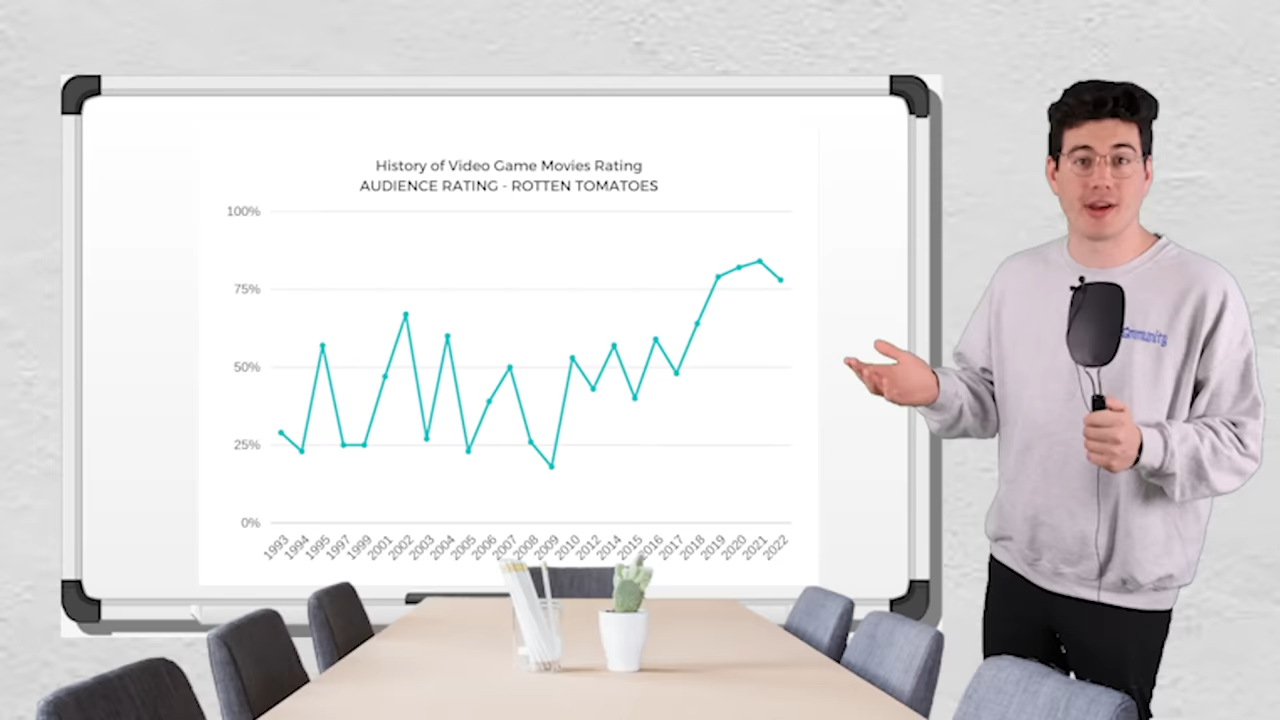 History of Video Game Movies Rating
AUDIENCE RATING - ROTTEN TOMATOES
100%
75%
50%
25%
0%
1993 1994 1995 1997 1999 2001 2002 2003 2004 2005 2006 2007 2008 2009 2010 2012 2014 2015 2016 2017 2018 2019 2020 2021 2022